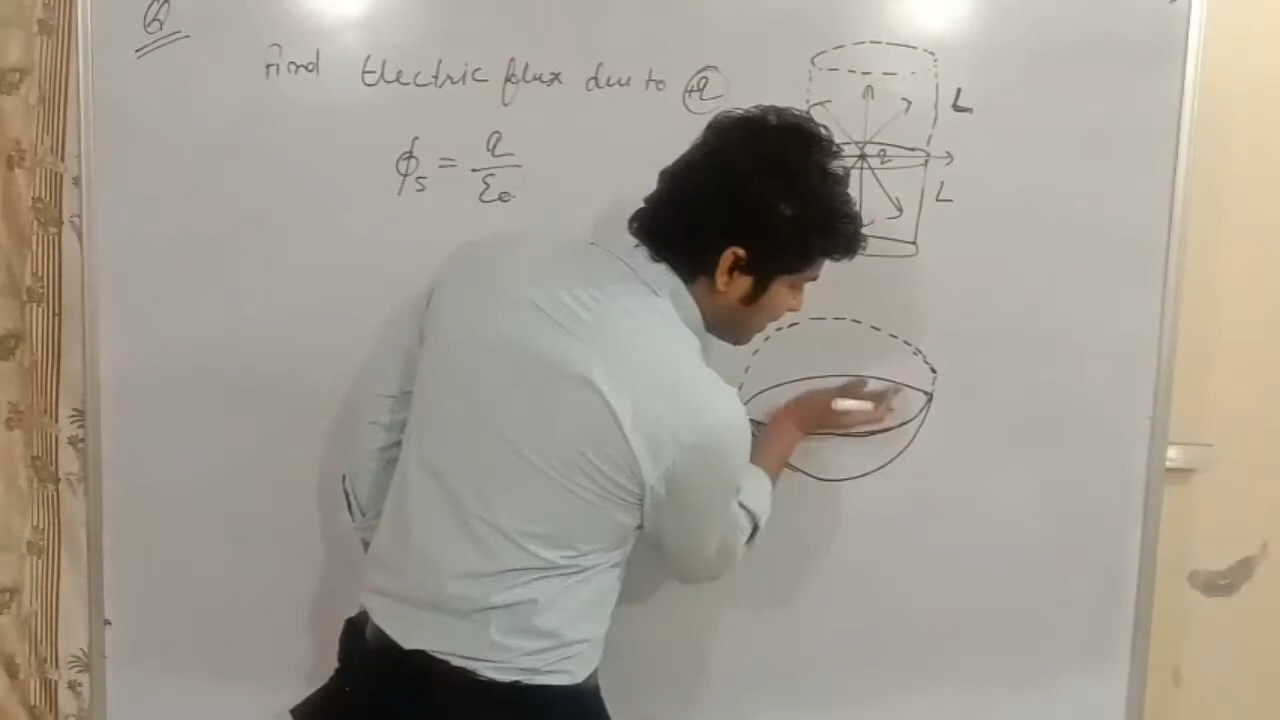 Q
Find Electric flux due to +q
ϕs = q/ε₀
L
q
L